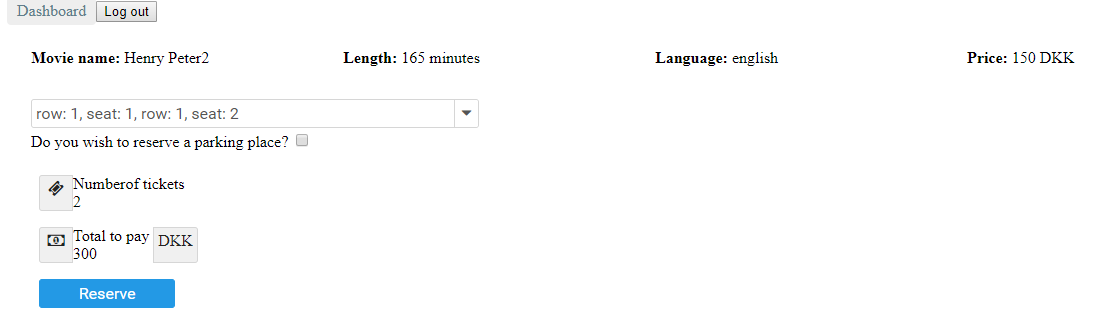 Dashboard Log out
Movie name: Henry Peter2 Length: 165 minutes Language: english Price: 150 DKK
row: 1, seat: 1, row: 1, seat: 2
Do you wish to reserve a parking place?
Numberof tickets
2
Total to pay DKK
300
Reserve